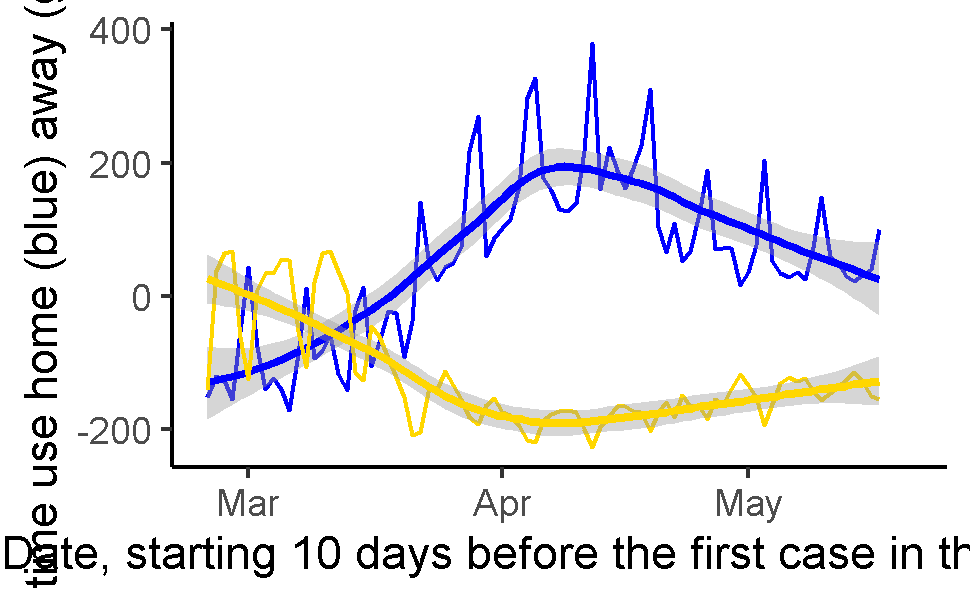 time use home (blue) away (
400
200
0
-200
Mar Apr May
Date, starting 10 days before the first case in th